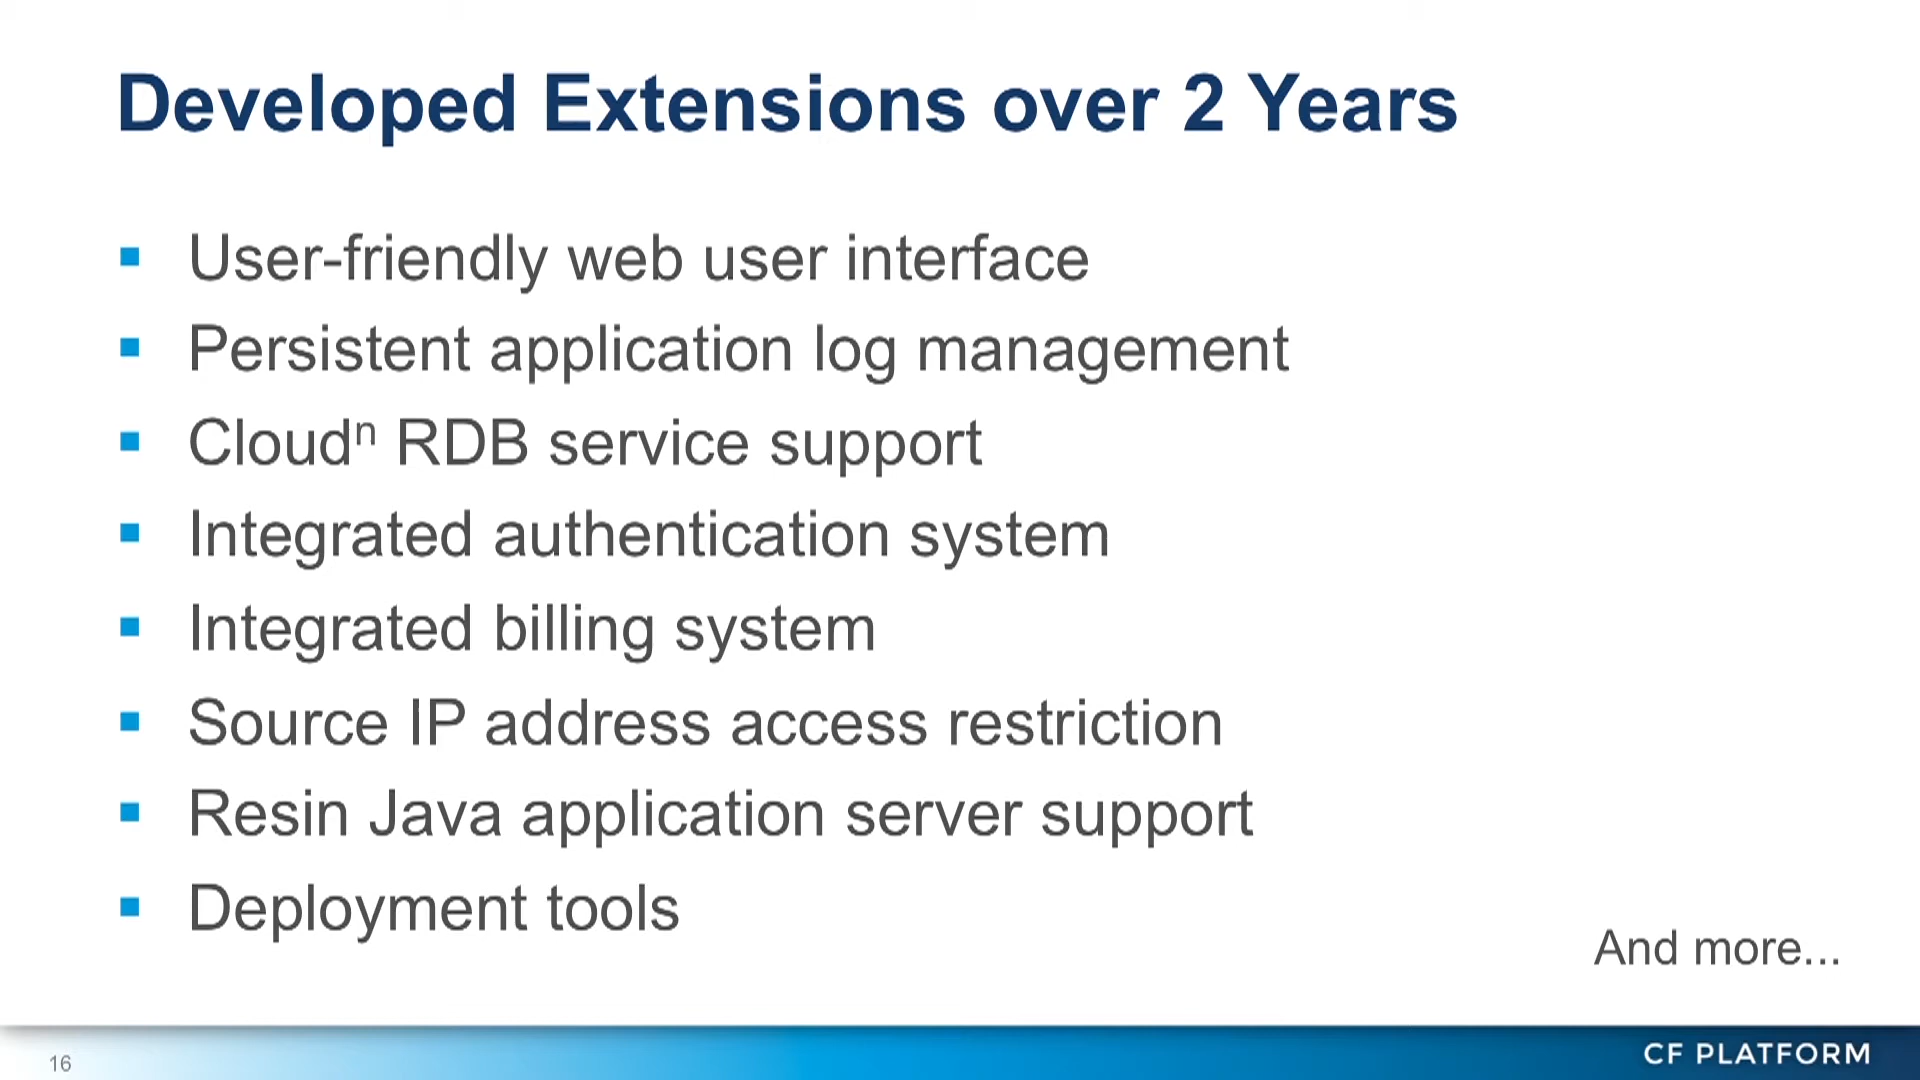 Developed Extensions over 2 Years
▪ User-friendly web user interface
▪ Persistent application log management
▪ Cloudⁿ RDB service support
▪ Integrated authentication system
▪ Integrated billing system
▪ Source IP address access restriction
▪ Resin Java application server support
▪ Deployment tools
And more...
16
CF PLATFORM